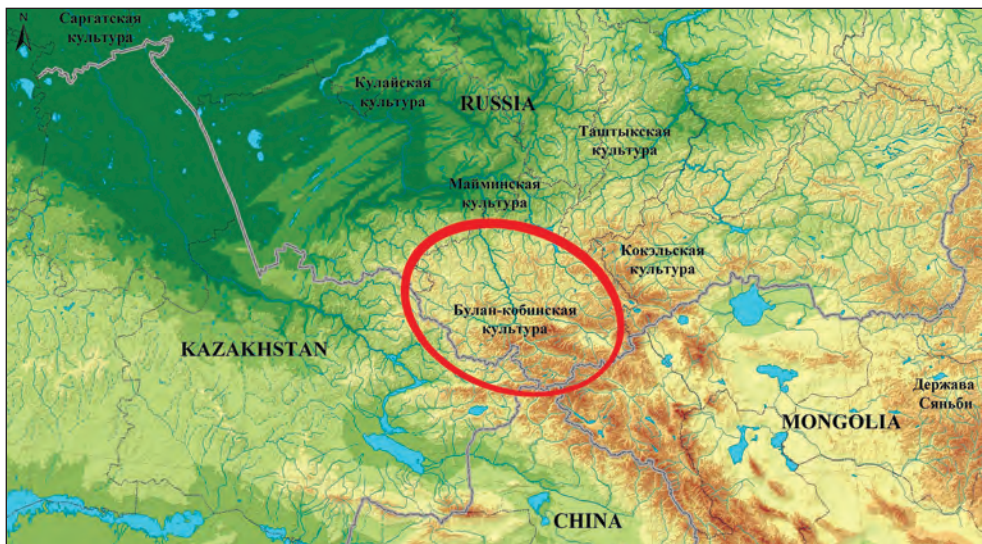 Саргатская
культура
N
Кулайская
культура
RUSSIA
Таштыкская
культура
Майминская
культура
Кокэльская
культура
Булан-кобинская
культура
KAZAKHSTAN
Держава
Сяньби
MONGOLIA
CHINA